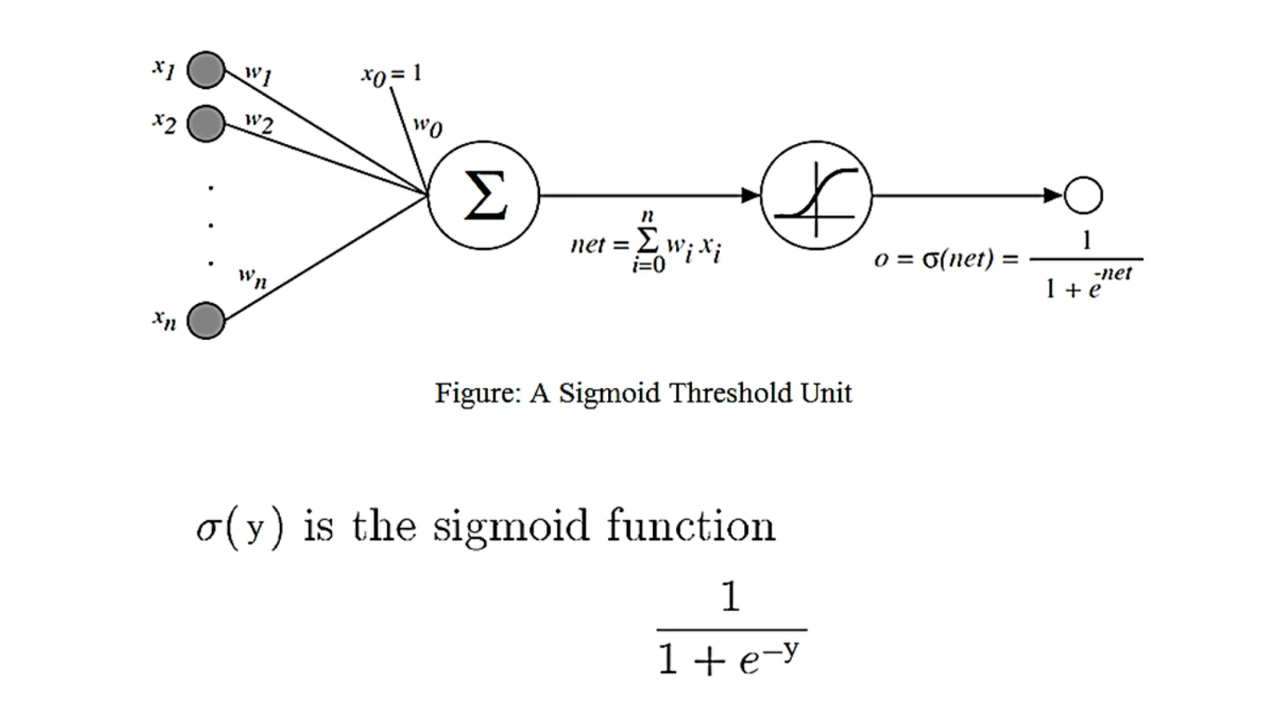 x1 w1 x0 = 1
x2 w2 w0
Σ
. . .
n
net = Σ wi xi
i=0
wn
xn
1
o = σ(net) = 1 + e-net
Figure: A Sigmoid Threshold Unit
σ(y) is the sigmoid function
1
1 + e−y